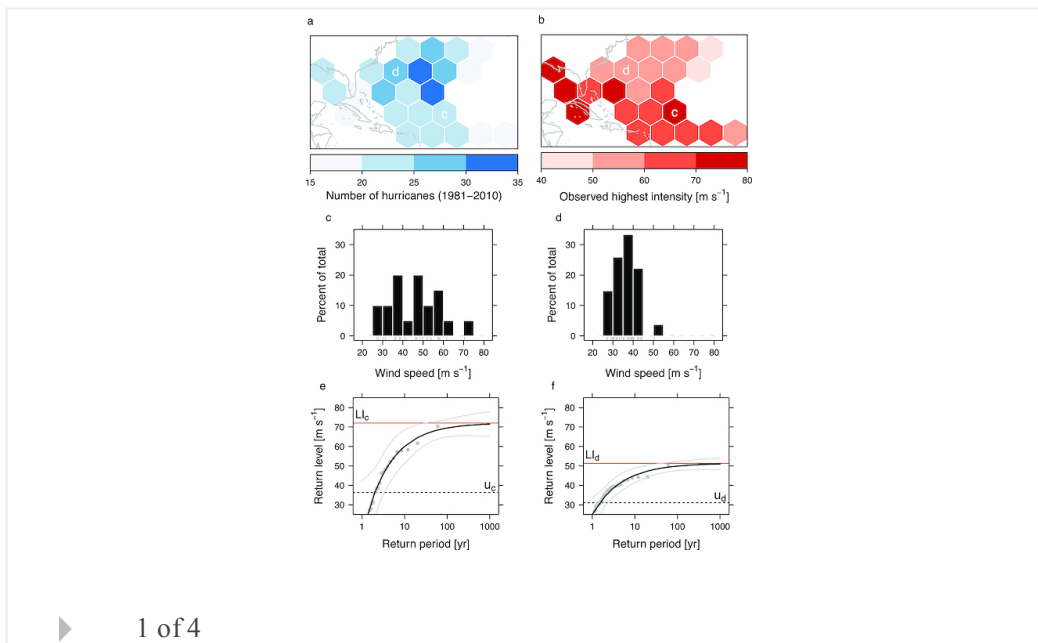 a b
d d
c c
15 20 25 30 35 40 50 60 70 80
Number of hurricanes (1981–2010) Observed highest intensity [m s⁻¹]
c d
30 30
20 20
10 10
0 0
Percent of total Percent of total
20 30 40 50 60 70 80 20 30 40 50 60 70 80
Wind speed [m s⁻¹] Wind speed [m s⁻¹]
e f
80 80
70 70
60 60
50 50
40 40
30 30
Return level [m s⁻¹] Return level [m s⁻¹]
LIc LId
uc ud
1 10 100 1000 1 10 100 1000
Return period [yr] Return period [yr]
1 of 4